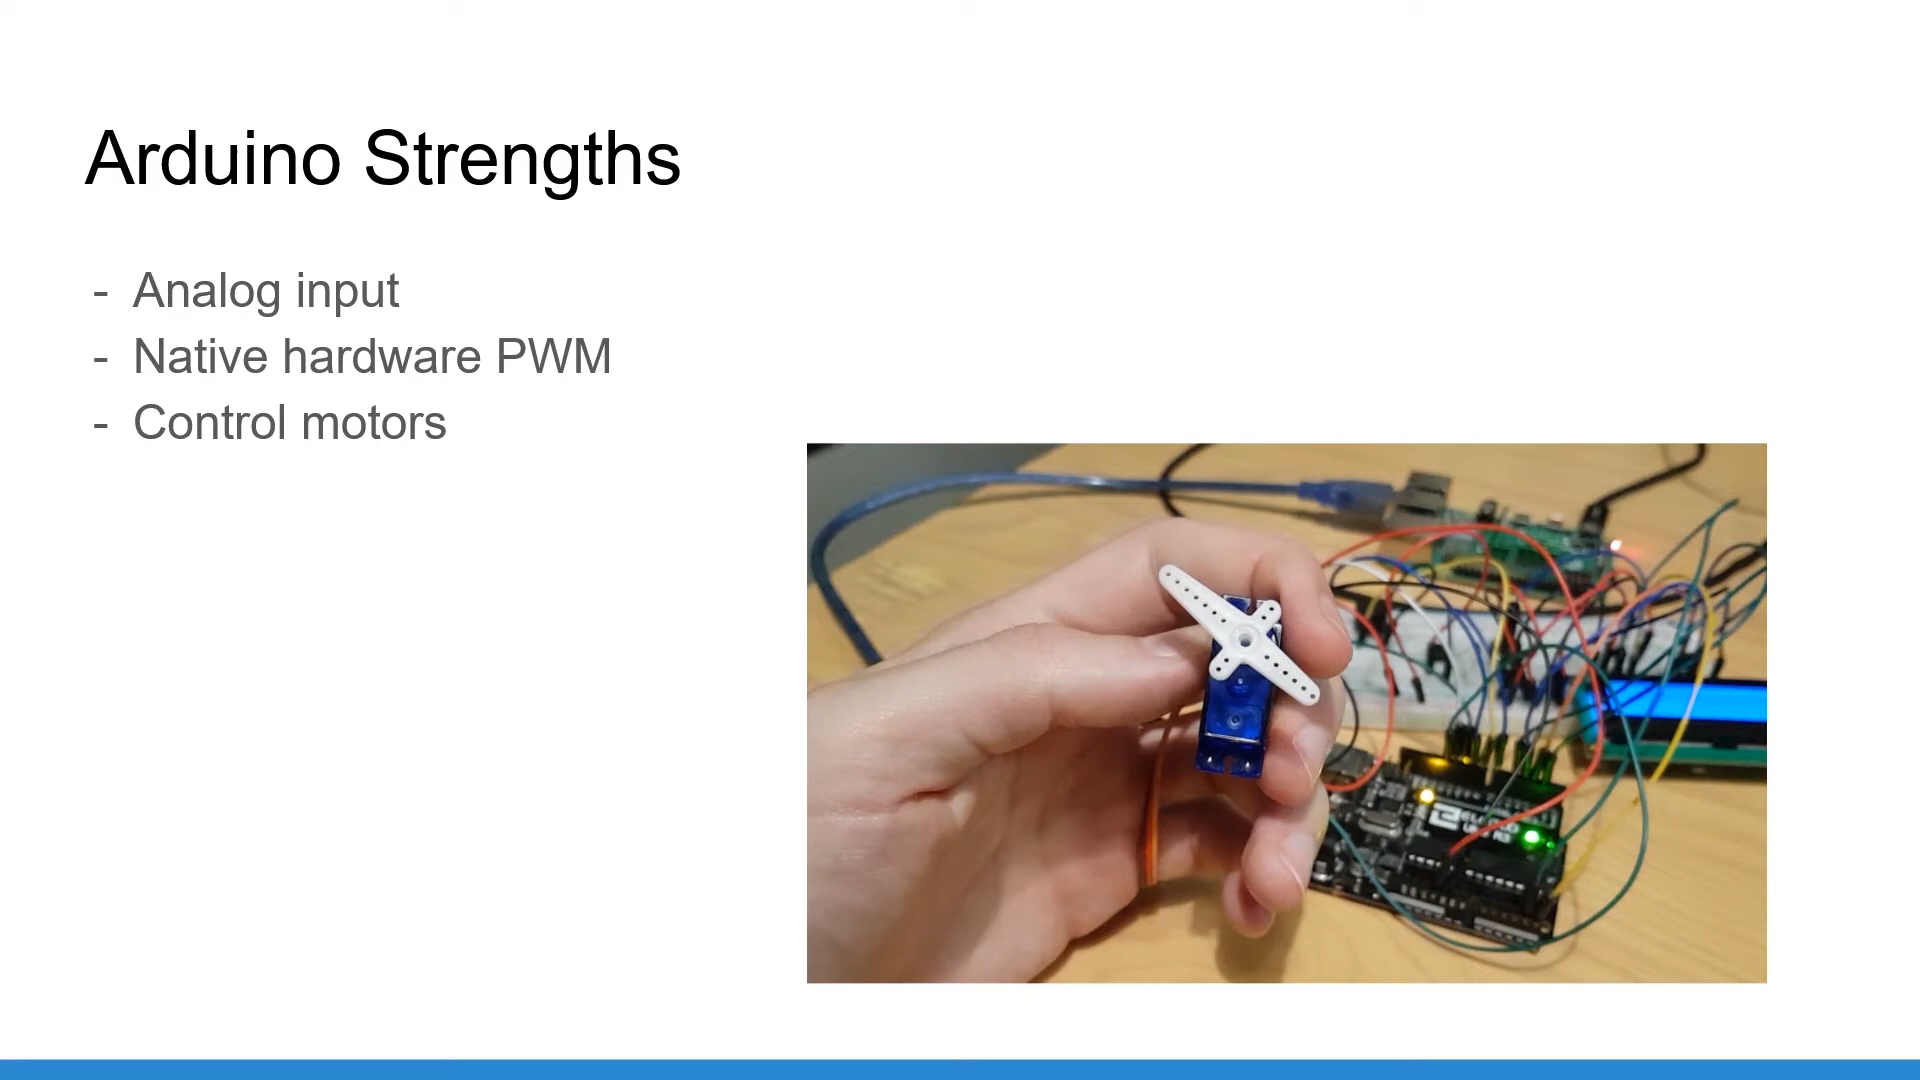 Arduino Strengths
- Analog input
- Native hardware PWM
- Control motors